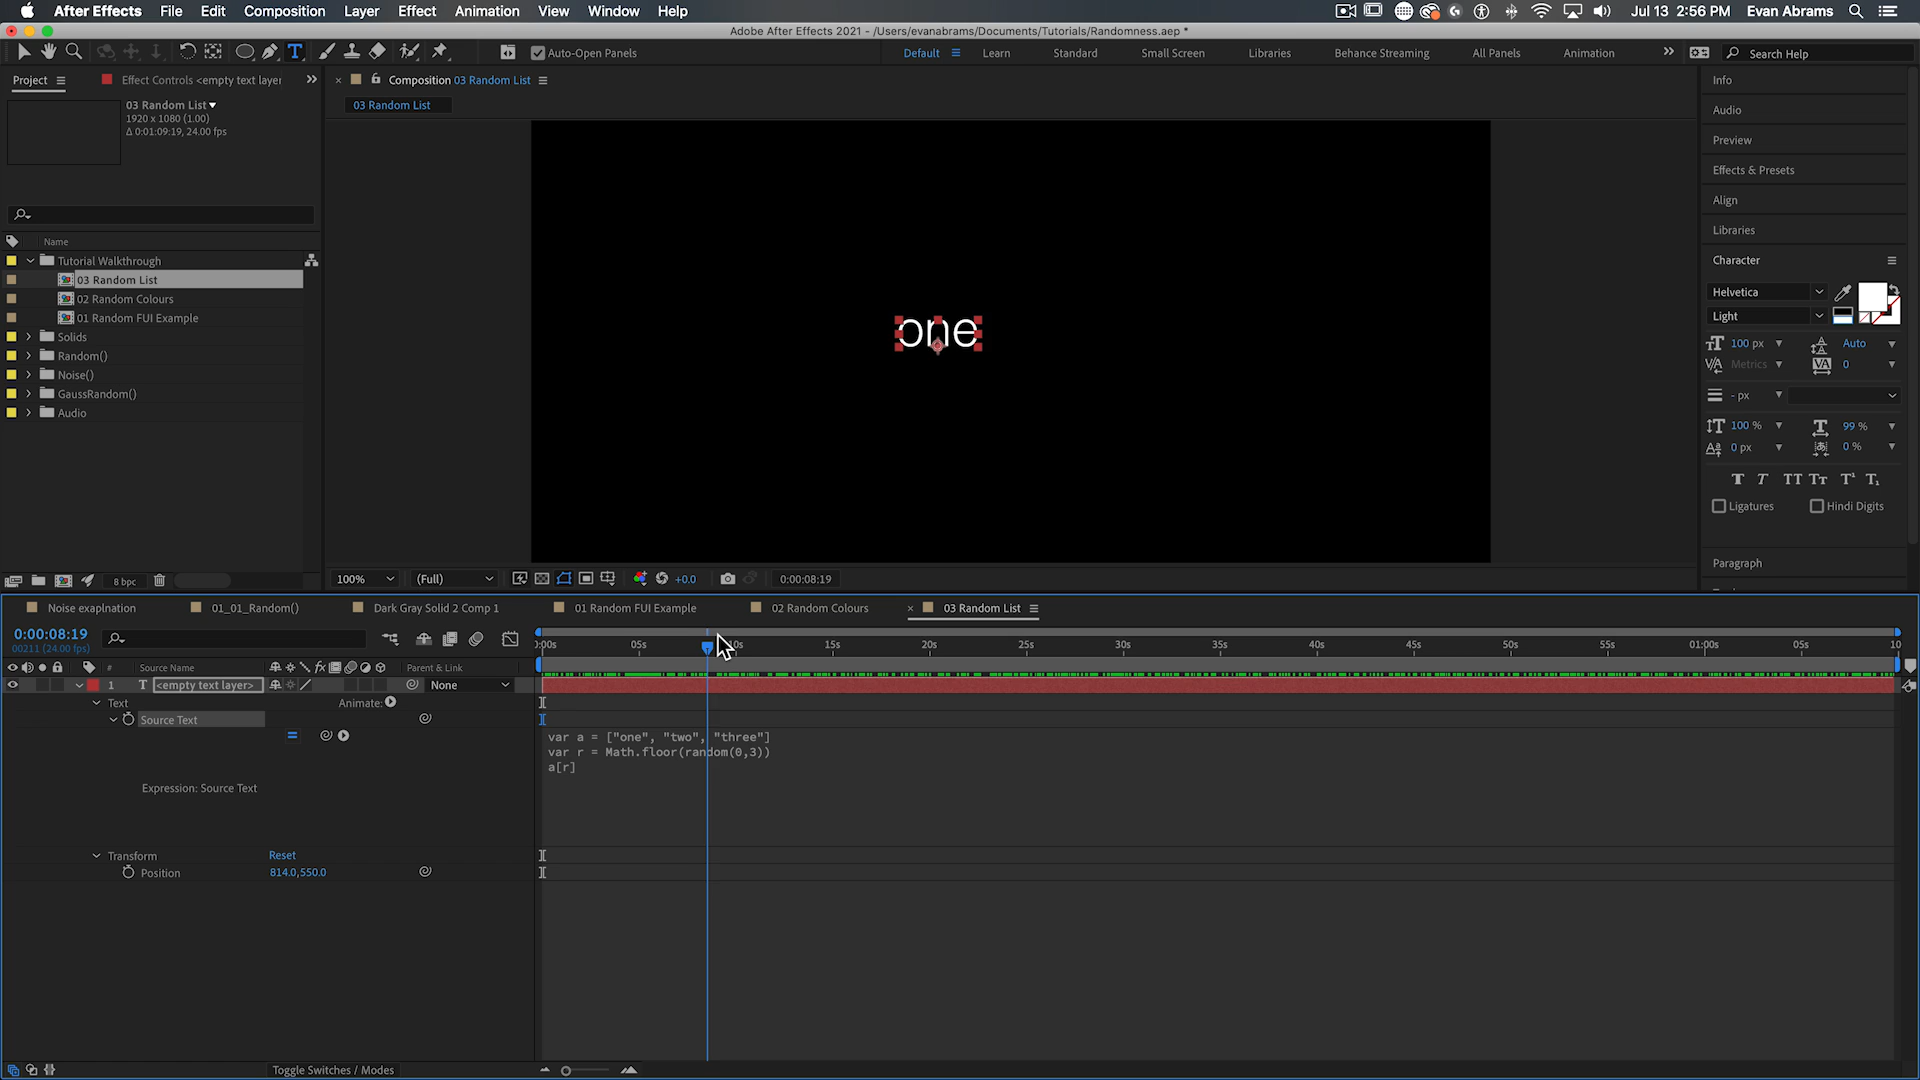 After Effects File Edit Composition Layer Effect Animation View Window Help Jul 13 2:56 PM Evan Abrams
Adobe After Effects 2021 - /Users/evanabrams/Documents/Tutorials/Randomness.aep *
Auto-Open Panels Default Learn Standard Small Screen Libraries Behance Streaming All Panels Animation Search Help
Project Effect Controls <empty text layer
Composition 03 Random List
03 Random List
03 Random List
1920 x 1080 (1.00)
Δ 0:01:09:19, 24.00 fps
Name
Tutorial Walkthrough
03 Random List
02 Random Colours
01 Random FUI Example
Solids
Random()
Noise()
GaussRandom()
Audio
8 bpc
one
100% (Full) +0.0 0:00:08:19
Info
Audio
Preview
Effects & Presets
Align
Libraries
Character
Helvetica
Light
100 px Auto
Metrics 0
- px
100 % 99 %
0 px 0 %
Ligatures Hindi Digits
Paragraph
Noise exaplnation 01_01_Random() Dark Gray Solid 2 Comp 1 01 Random FUI Example 02 Random Colours 03 Random List
0:00:08:19
00211 (24.00 fps)
:00s 05s 10s 15s 20s 25s 30s 35s 40s 45s 50s 55s 01:00s 05s 10
# Source Name Parent & Link
1 <empty text layer> None
Text Animate:
Source Text
var a = ["one", "two", "three"]
var r = Math.floor(random(0,3))
a[r]
Expression: Source Text
Transform Reset
Position 814.0,550.0
Toggle Switches / Modes